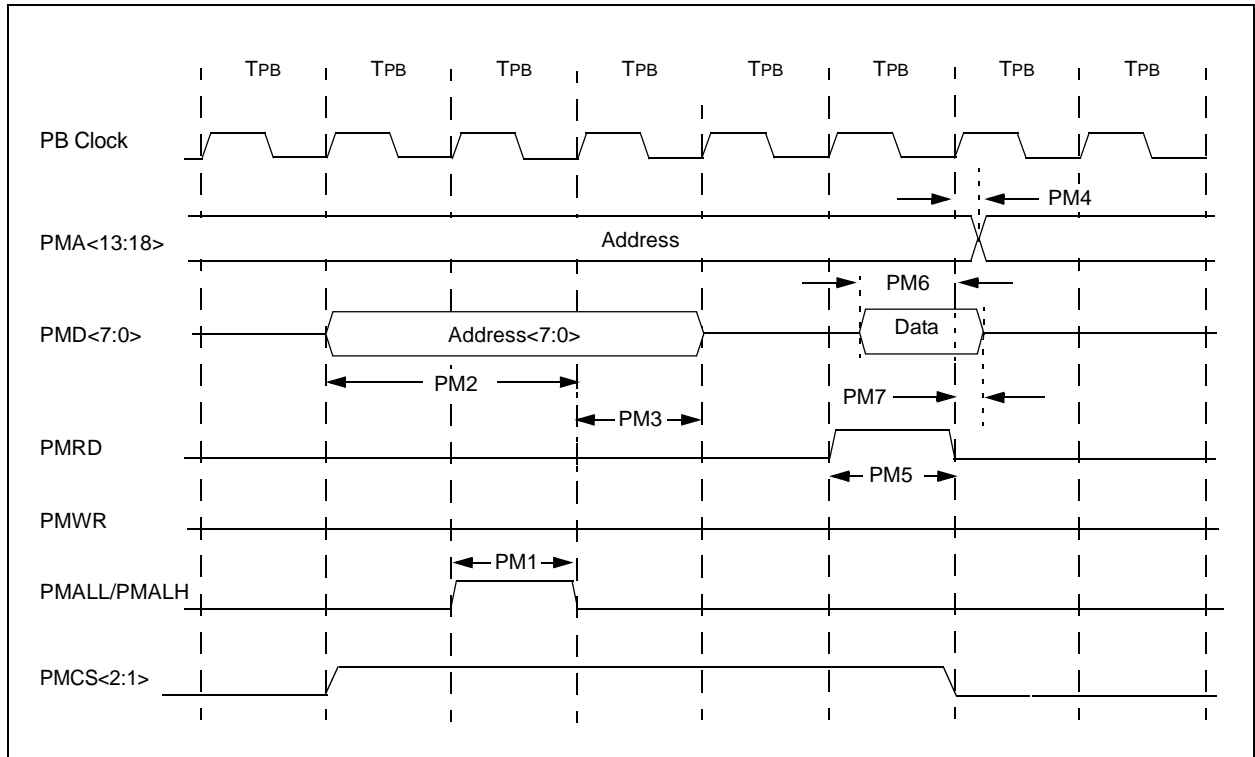 TPB TPB TPB TPB TPB TPB TPB TPB
PB Clock
PM4
PMA<13:18>
Address
PM6
PMD<7:0>
Address<7:0>
Data
PM2
PM7
PM3
PMRD
PM5
PMWR
PM1
PMALL/PMALH
PMCS<2:1>